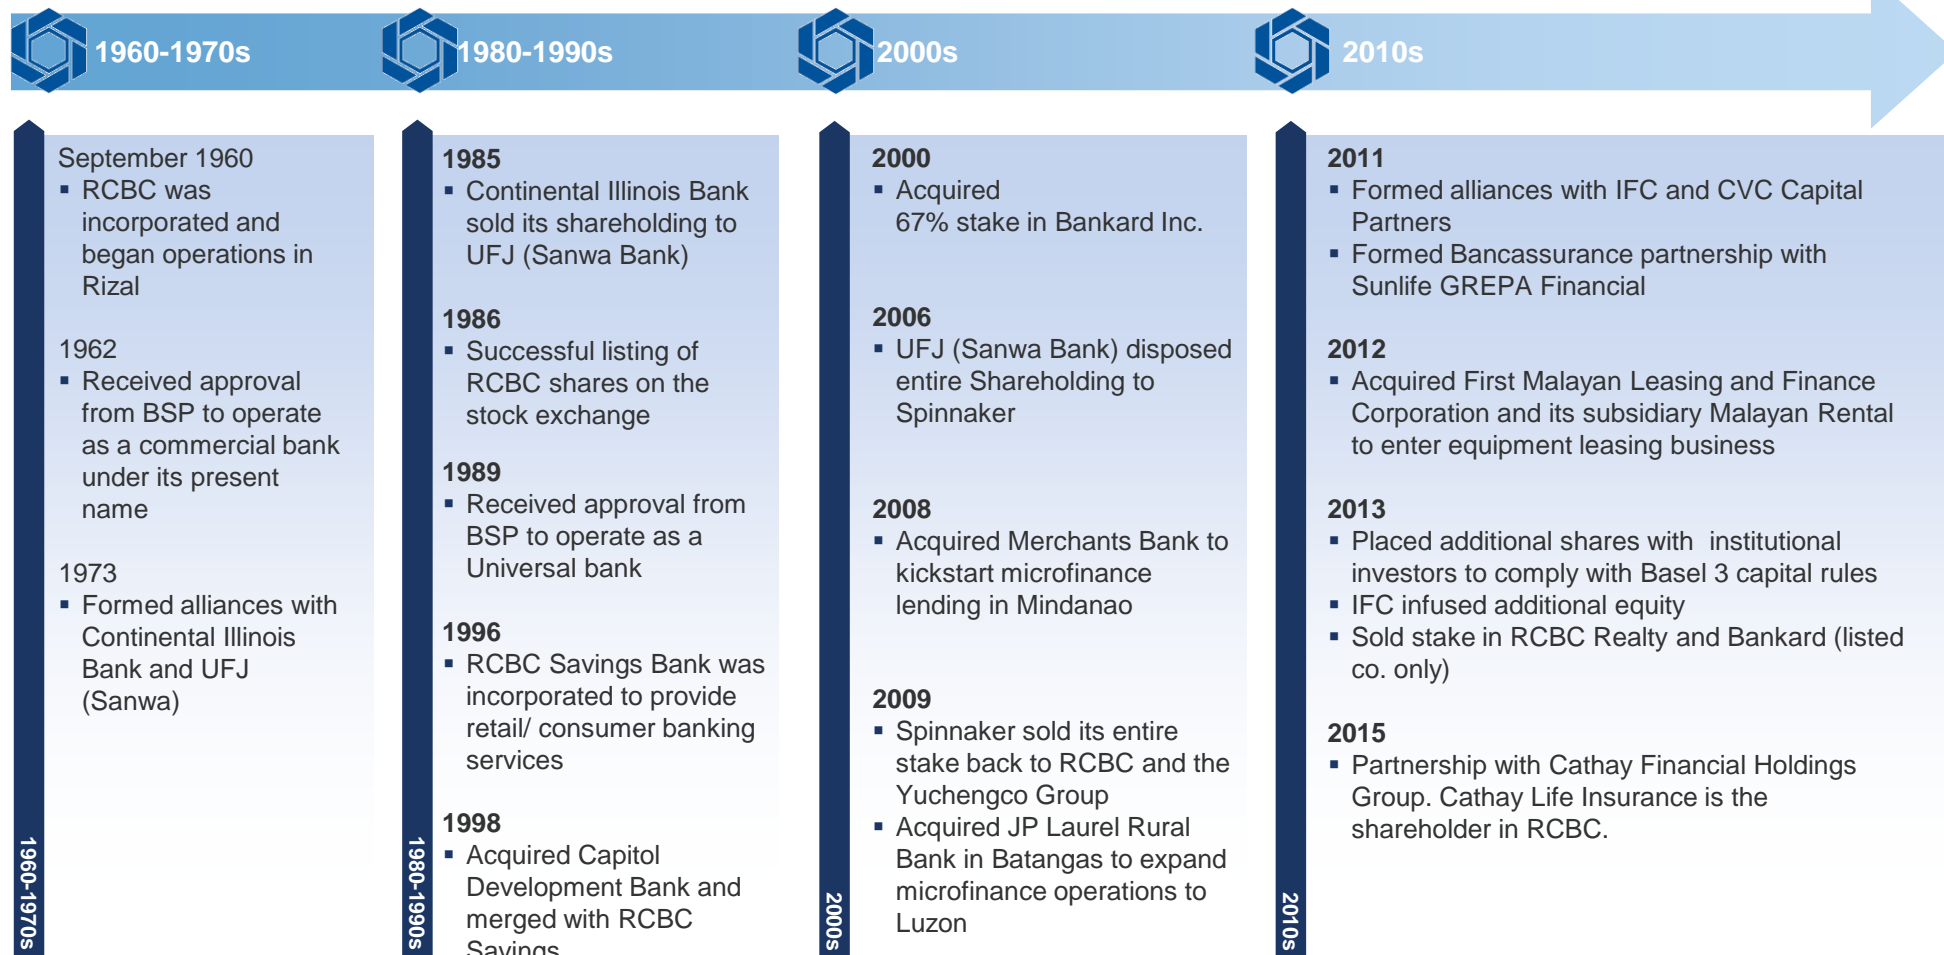 1960-1970s
1980-1990s
2000s
2010s
September 1960
▪ RCBC was
incorporated and
began operations in
Rizal
1962
▪ Received approval
from BSP to operate
as a commercial bank
under its present
name
1973
▪ Formed alliances with
Continental Illinois
Bank and UFJ
(Sanwa)
1960-1970s
1985
▪ Continental Illinois Bank
sold its shareholding to
UFJ (Sanwa Bank)
1986
▪ Successful listing of
RCBC shares on the
stock exchange
1989
▪ Received approval from
BSP to operate as a
Universal bank
1996
▪ RCBC Savings Bank was
incorporated to provide
retail/ consumer banking
services
1998
▪ Acquired Capitol
Development Bank and
merged with RCBC
Savings
1980-1990s
2000
▪ Acquired
67% stake in Bankard Inc.
2006
▪ UFJ (Sanwa Bank) disposed
entire Shareholding to
Spinnaker
2008
▪ Acquired Merchants Bank to
kickstart microfinance
lending in Mindanao
2009
▪ Spinnaker sold its entire
stake back to RCBC and the
Yuchengco Group
▪ Acquired JP Laurel Rural
Bank in Batangas to expand
microfinance operations to
Luzon
2000s
2011
▪ Formed alliances with IFC and CVC Capital
Partners
▪ Formed Bancassurance partnership with
Sunlife GREPA Financial
2012
▪ Acquired First Malayan Leasing and Finance
Corporation and its subsidiary Malayan Rental
to enter equipment leasing business
2013
▪ Placed additional shares with  institutional
investors to comply with Basel 3 capital rules
▪ IFC infused additional equity
▪ Sold stake in RCBC Realty and Bankard (listed
co. only)
2015
▪ Partnership with Cathay Financial Holdings
Group. Cathay Life Insurance is the
shareholder in RCBC.
2010s